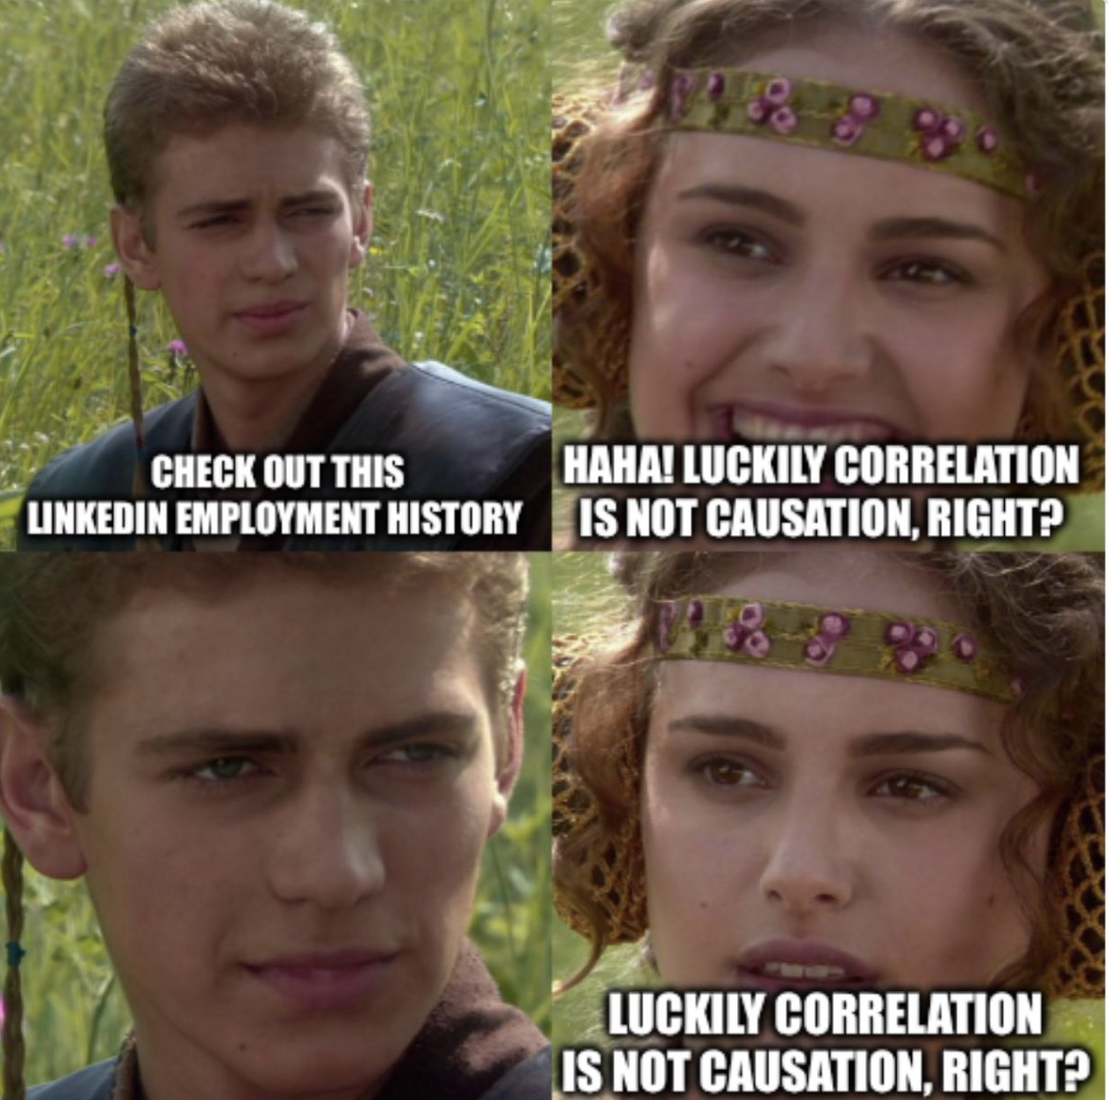 CHECK OUT THIS
LINKEDIN EMPLOYMENT HISTORY
HAHA! LUCKILY CORRELATION
IS NOT CAUSATION, RIGHT?
LUCKILY CORRELATION
IS NOT CAUSATION, RIGHT?